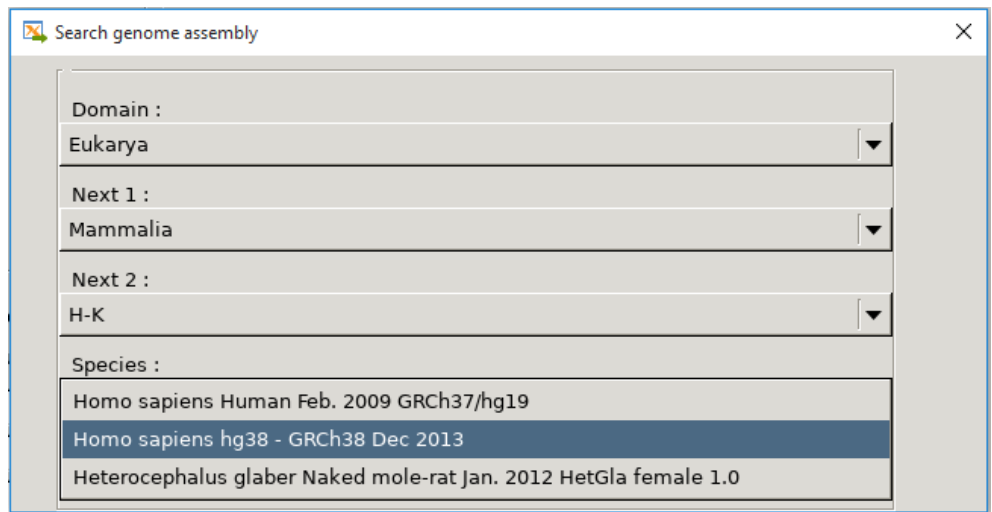 Search genome assembly
Domain :
Eukarya
Next 1 :
Mammalia
Next 2 :
H-K
Species :
Homo sapiens Human Feb. 2009 GRCh37/hg19
Homo sapiens hg38 - GRCh38 Dec 2013
Heterocephalus glaber Naked mole-rat Jan. 2012 HetGla female 1.0